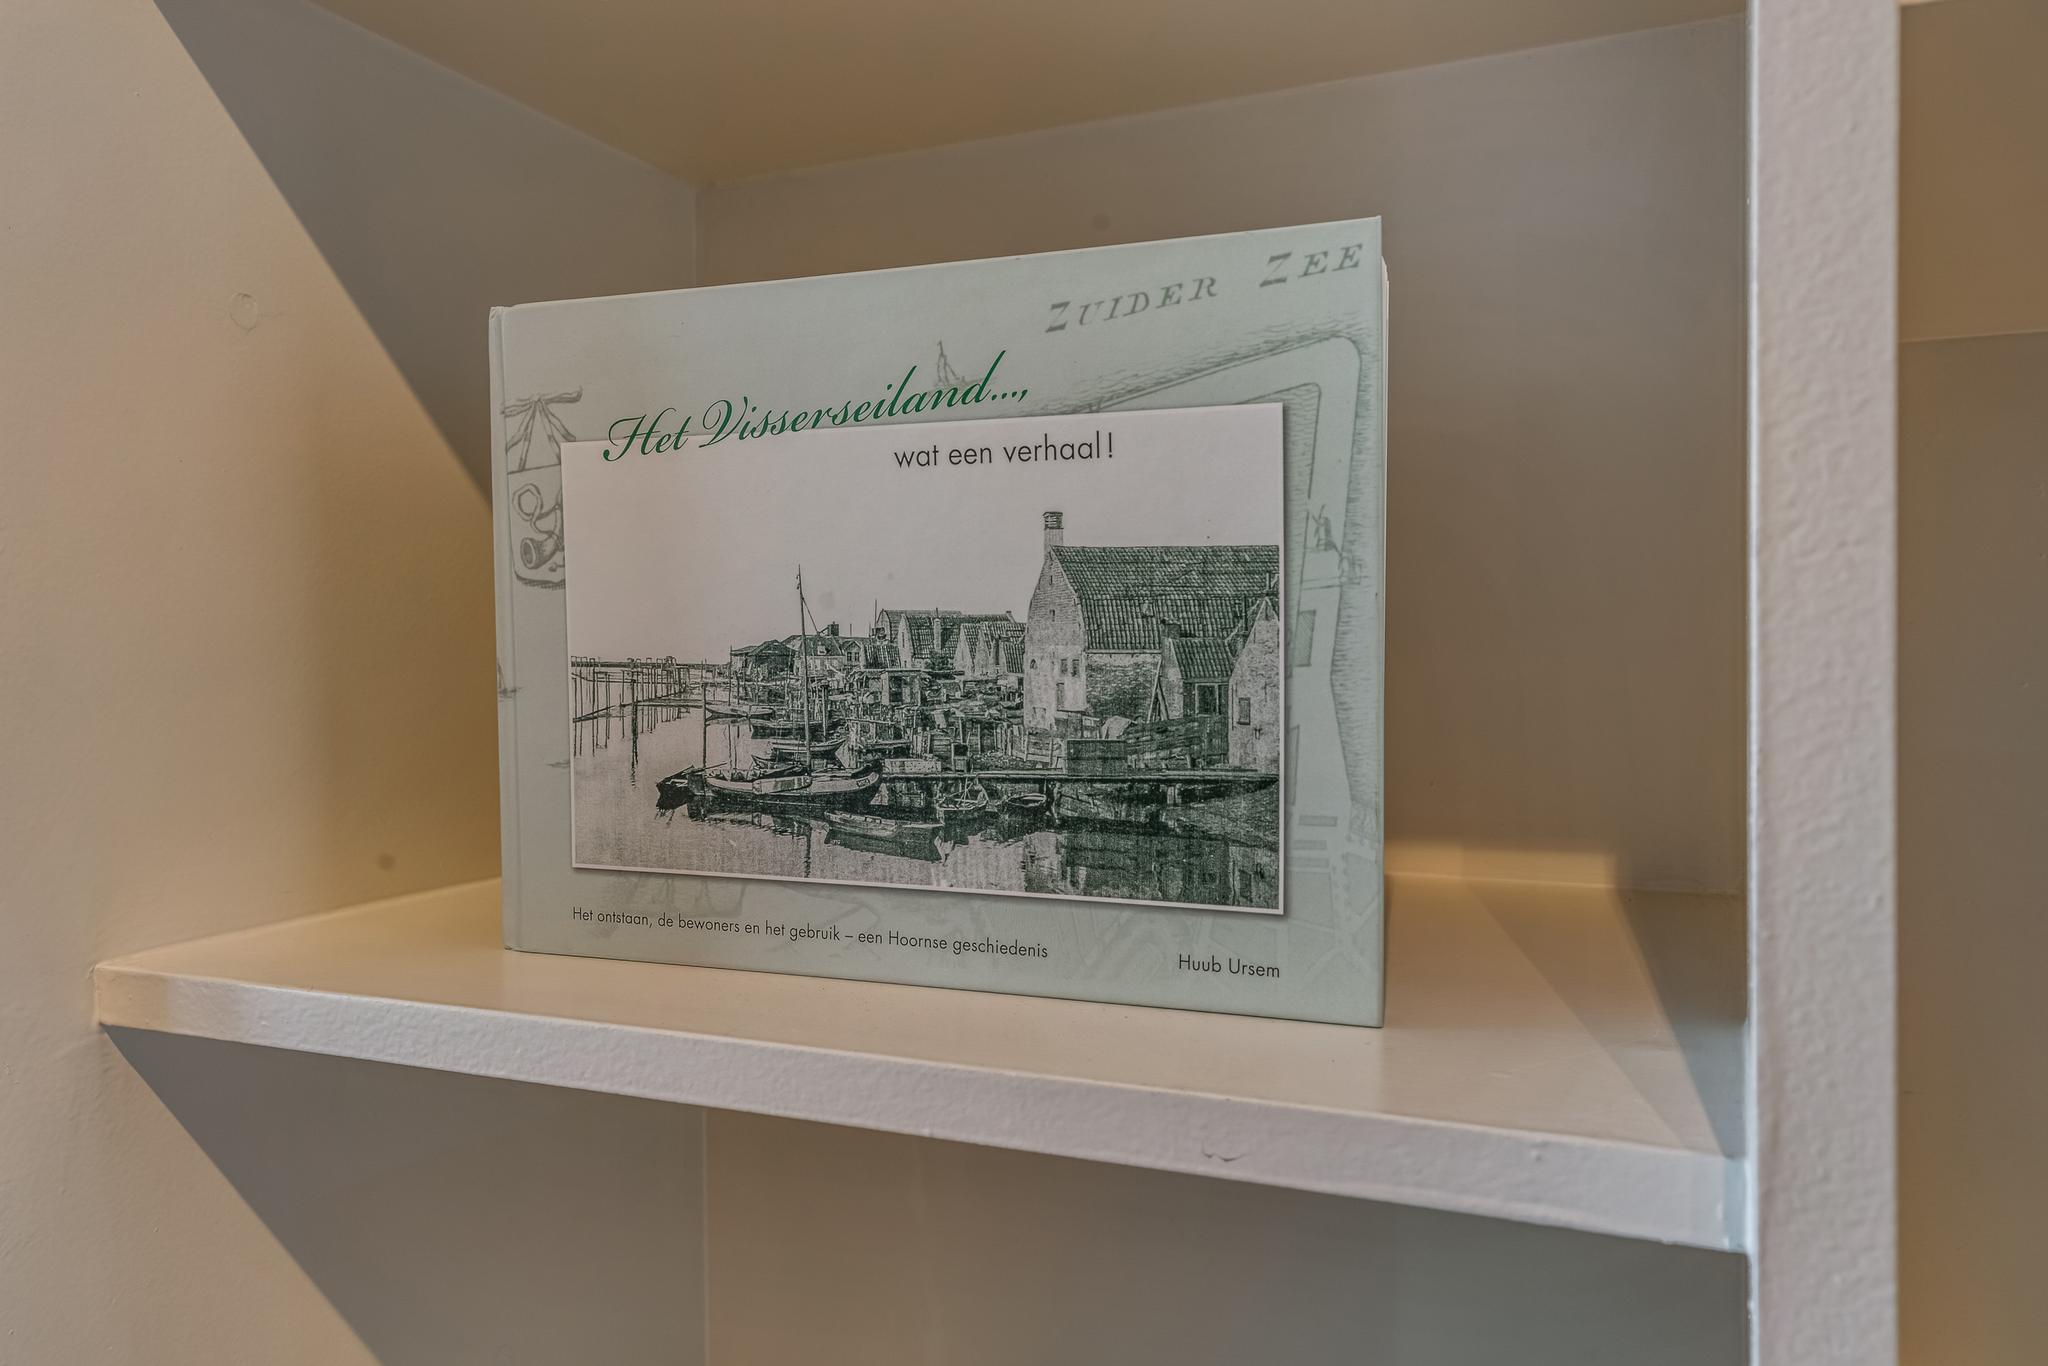 ZUIDER ZEE
Het Visserseiland...,
wat een verhaal!
Het ontstaan, de bewoners en het gebruik – een Hoornse geschiedenis
Huub Ursem